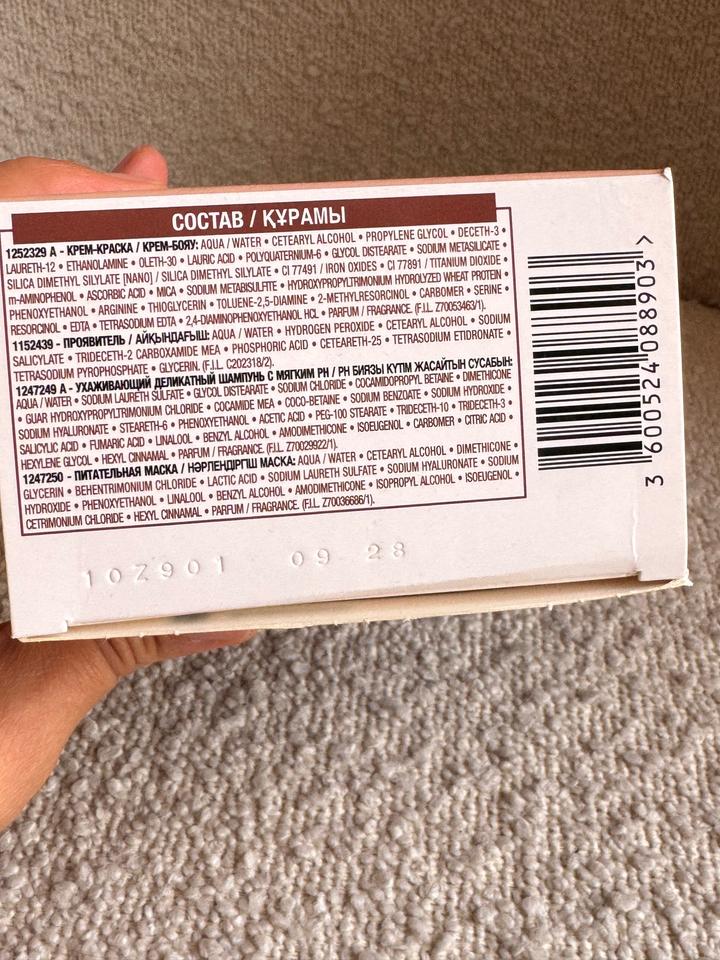 СОСТАВ / ҚҰРАМЫ
1252329 A - КРЕМ-КРАСКА / КРЕМ-БОЯУ: AQUA / WATER • CETEARYL ALCOHOL • PROPYLENE GLYCOL • DECETH-3
LAURETH-12 • ETHANOLAMINE • OLETH-30 • LAURIC ACID • POLYQUATERNIUM-6 • GLYCOL DISTEARATE • SODIUM METASILICATE •
SILICA DIMETHYL SILYLATE [NANO] / SILICA DIMETHYL SILYLATE • CI 77491 / IRON OXIDES • CI 77891 / TITANIUM DIOXIDE •
m-AMINOPHENOL • ASCORBIC ACID • MICA • SODIUM METABISULFITE • HYDROXYPROPYLTRIMONIUM HYDROLYZED WHEAT PROTEIN •
PHENOXYETHANOL • ARGININE • THIOGLYCERIN • TOLUENE-2,5-DIAMINE • 2-METHYLRESORCINOL • CARBOMER • SERINE •
RESORCINOL • EDTA • TETRASODIUM EDTA • 2,4-DIAMINOPHENOXYETHANOL HCL • PARFUM / FRAGRANCE. (F.I.L. Z70053463/1).
1152439 - ПРОЯВИТЕЛЬ / АЙҚЫНДАҒЫШ: AQUA / WATER • HYDROGEN PEROXIDE • CETEARYL ALCOHOL • SODIUM
SALICYLATE • TRIDECETH-2 CARBOXAMIDE MEA • PHOSPHORIC ACID • CETEARETH-25 • TETRASODIUM ETIDRONATE •
TETRASODIUM PYROPHOSPHATE • GLYCERIN. (F.I.L. C202318/2).
1247249 A - УХАЖИВАЮЩИЙ ДЕЛИКАТНЫЙ ШАМПУНЬ С МЯГКИМ PH / PH БИЯЗЫ КҮТІМ ЖАСАЙТЫН СУСАБЫН:
AQUA / WATER • SODIUM LAURETH SULFATE • GLYCOL DISTEARATE • SODIUM CHLORIDE • COCAMIDOPROPYL BETAINE • DIMETHICONE
• GUAR HYDROXYPROPYLTRIMONIUM CHLORIDE • COCAMIDE MEA • COCO-BETAINE • SODIUM BENZOATE • SODIUM HYDROXIDE •
SODIUM HYALURONATE • STEARETH-6 • PHENOXYETHANOL • ACETIC ACID • PEG-100 STEARATE • TRIDECETH-10 • TRIDECETH-3 •
SALICYLIC ACID • FUMARIC ACID • LINALOOL • BENZYL ALCOHOL • AMODIMETHICONE • ISOEUGENOL • CARBOMER • CITRIC ACID •
HEXYLENE GLYCOL • HEXYL CINNAMAL • PARFUM / FRAGRANCE. (F.I.L. Z70029922/1).
1247250 - ПИТАТЕЛЬНАЯ МАСКА / НӘРЛЕНДІРГІШ МАСКА: AQUA / WATER • CETEARYL ALCOHOL • DIMETHICONE •
GLYCERIN • BEHENTRIMONIUM CHLORIDE • LACTIC ACID • SODIUM LAURETH SULFATE • SODIUM HYALURONATE • SODIUM
HYDROXIDE • PHENOXYETHANOL • LINALOOL • BENZYL ALCOHOL • AMODIMETHICONE • ISOPROPYL ALCOHOL • ISOEUGENOL •
CETRIMONIUM CHLORIDE • HEXYL CINNAMAL • PARFUM / FRAGRANCE. (F.I.L. Z70036686/1).
10Z901 09 28
3 600524 088903 >